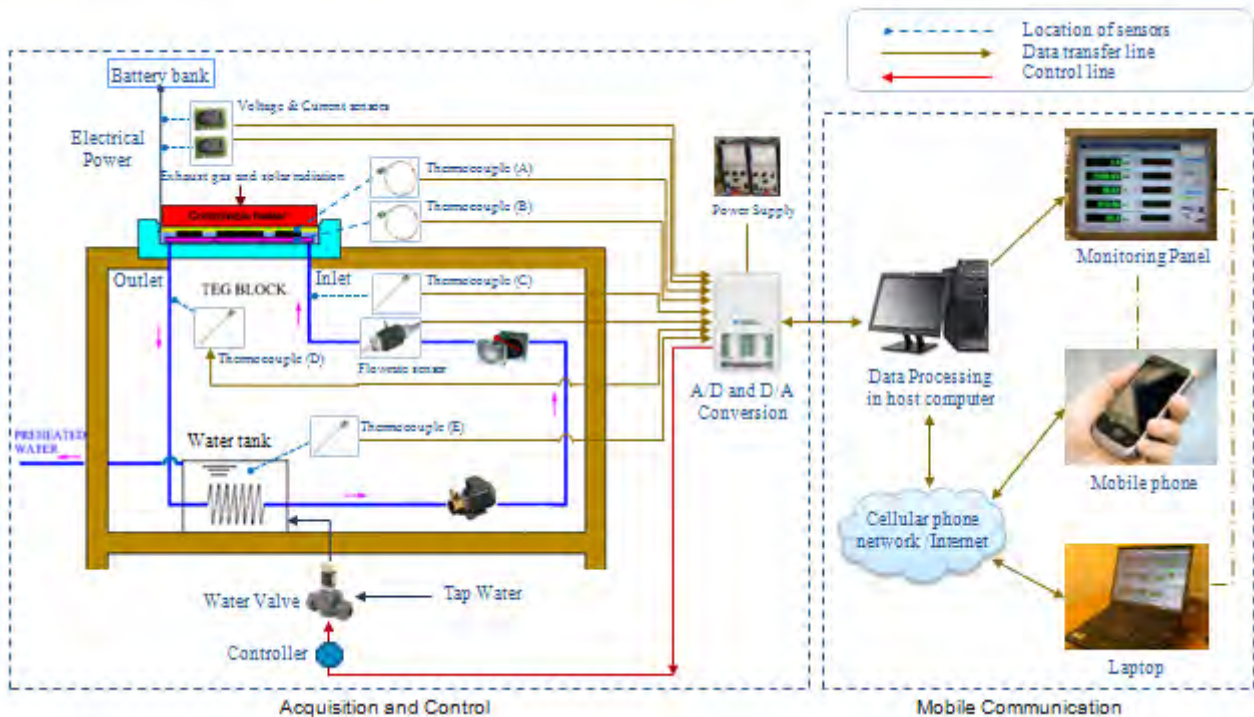 Location of sensors
Data transfer line
Control line
Battery bank
Voltage & Current sensors
Electrical
Power
Exhaust gas and solar radiation
Thermocouple (A)
Thermocouple (B)
Power Supply
Monitoring Panel
Outlet
Inlet
TEG BLOCK
Thermocouple (C)
Thermocouple (D)
Flowrate sensor
A/D and D/A
Conversion
Data Processing
in host computer
PREHEATED
WATER
Water tank
Thermocouple (E)
Mobile phone
Cellular phone
network /Internet
Water Valve
Tap Water
Controller
Laptop
Acquisition and Control
Mobile Communication